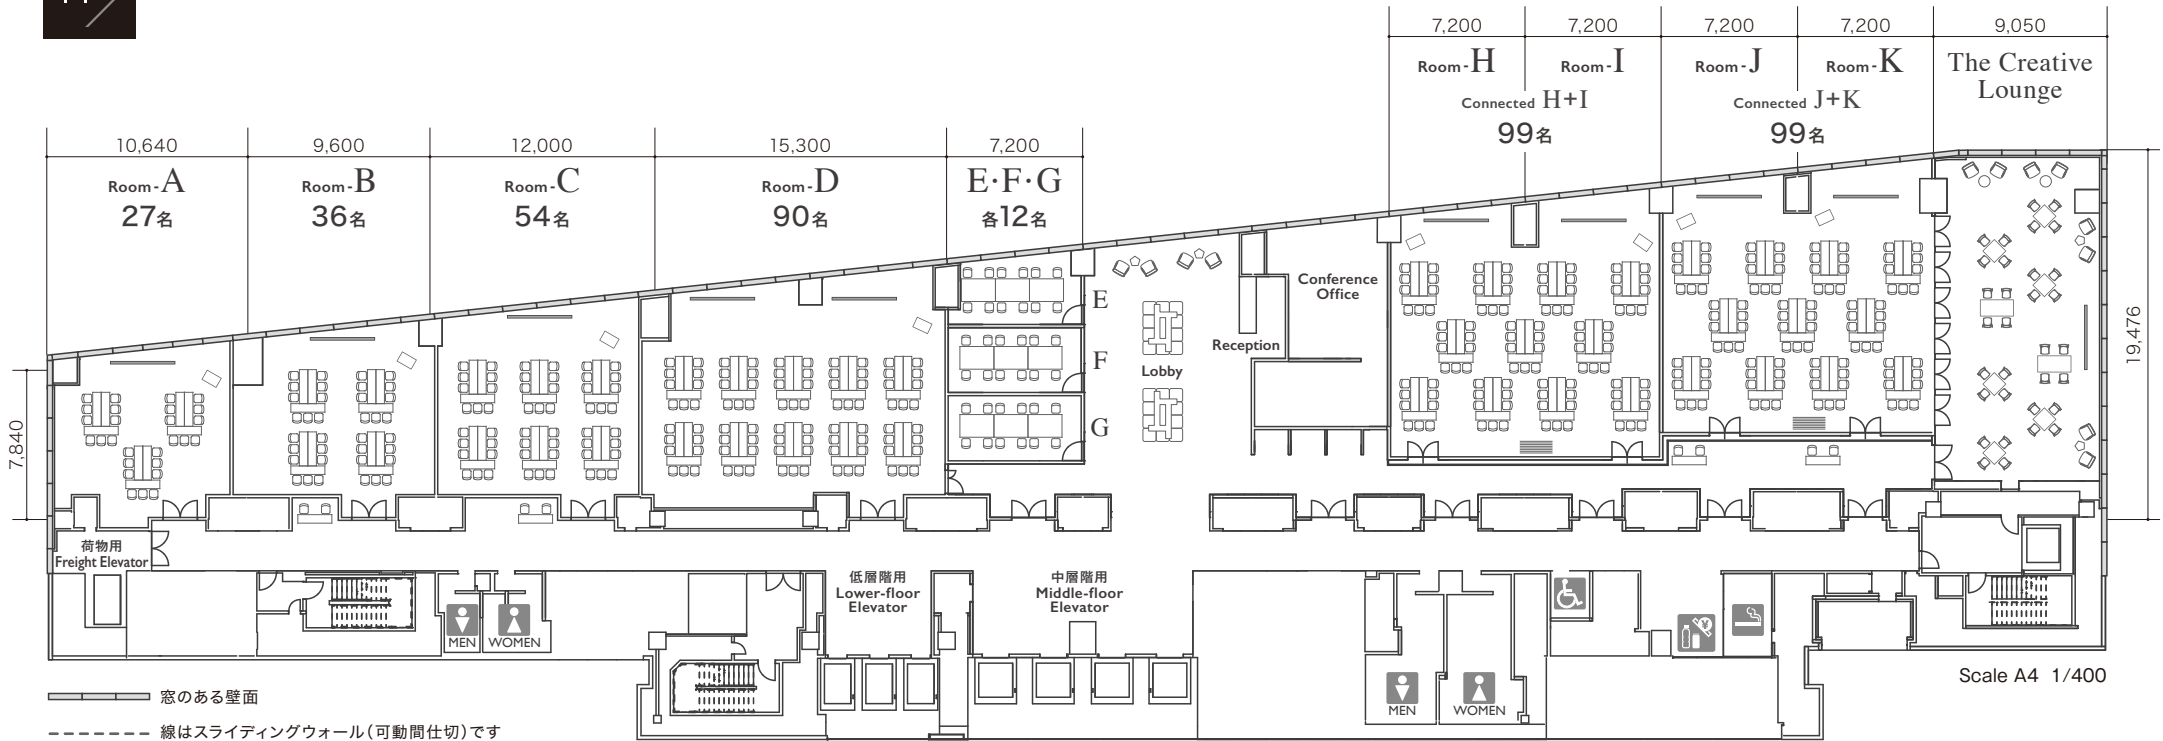 7,200
7,200
7,200
7,200
9,050
Room-H
Room-I
Room-J
Room-K
The Creative
Lounge
Connected H+I
Connected J+K
99名
99名
10,640
9,600
12,000
15,300
7,200
Room-A
Room-B
Room-C
Room-D
E・F・G
27名
36名
54名
90名
各12名
Conference
Office
E
Reception
F
Lobby
G
19,476
7,840
荷物用
Freight Elevator
低層階用
Lower-floor
Elevator
中層階用
Middle-floor
Elevator
MEN
WOMEN
MEN
WOMEN
Scale A4 1/400
窓のある壁面
線はスライディングウォール（可動間仕切）です